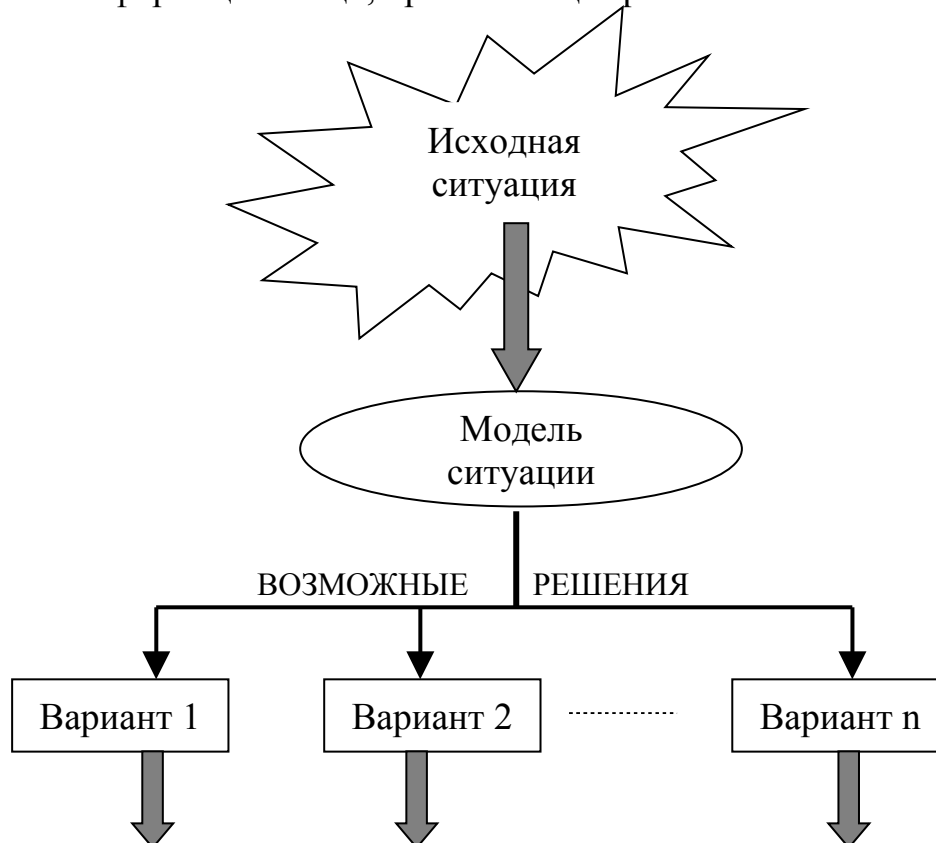 Исходная
ситуация
Модель
ситуации
ВОЗМОЖНЫЕ РЕШЕНИЯ
Вариант 1 Вариант 2 Вариант n